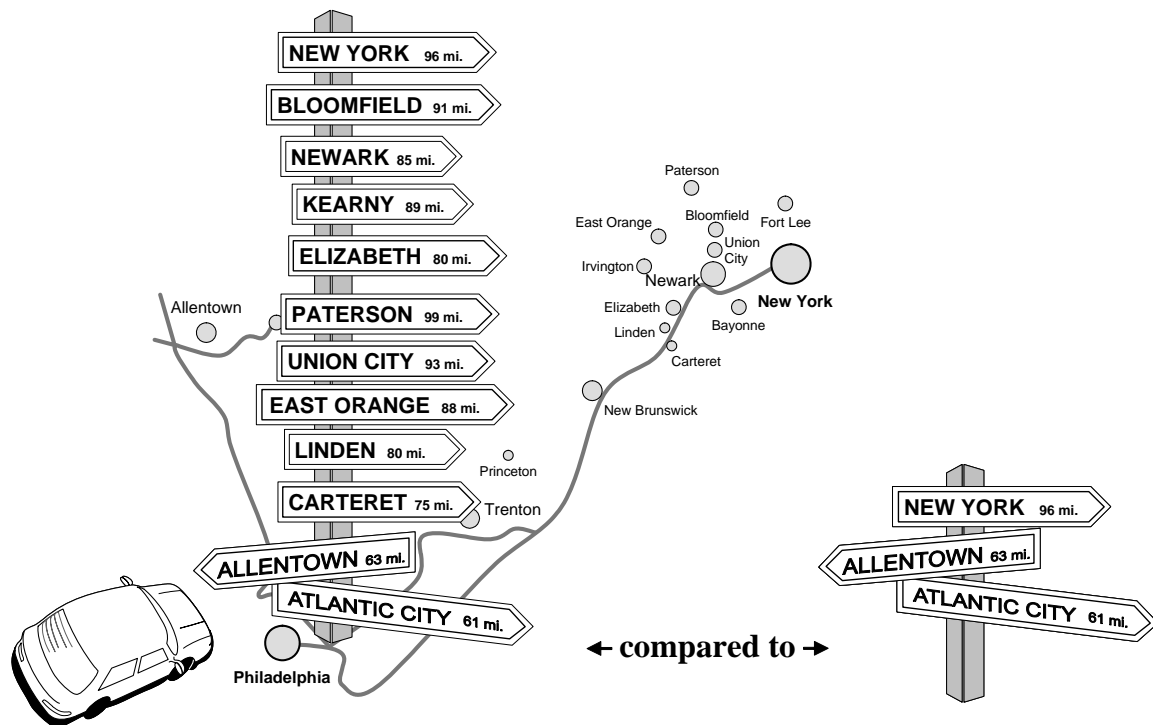 NEW YORK 96 mi.
BLOOMFIELD 91 mi.
NEWARK 85 mi.
KEARNY 89 mi.
ELIZABETH 80 mi.
PATERSON 99 mi.
UNION CITY 93 mi.
EAST ORANGE 88 mi.
LINDEN 80 mi.
CARTERET 75 mi.
ALLENTOWN 63 mi.
ATLANTIC CITY 61 mi.
Allentown
Philadelphia
Trenton
Princeton
New Brunswick
Paterson
Fort Lee
Bloomfield
East Orange
Union
City
Irvington
Newark
New York
Elizabeth
Bayonne
Linden
Carteret
← compared to →
NEW YORK 96 mi.
ALLENTOWN 63 mi.
ATLANTIC CITY 61 mi.